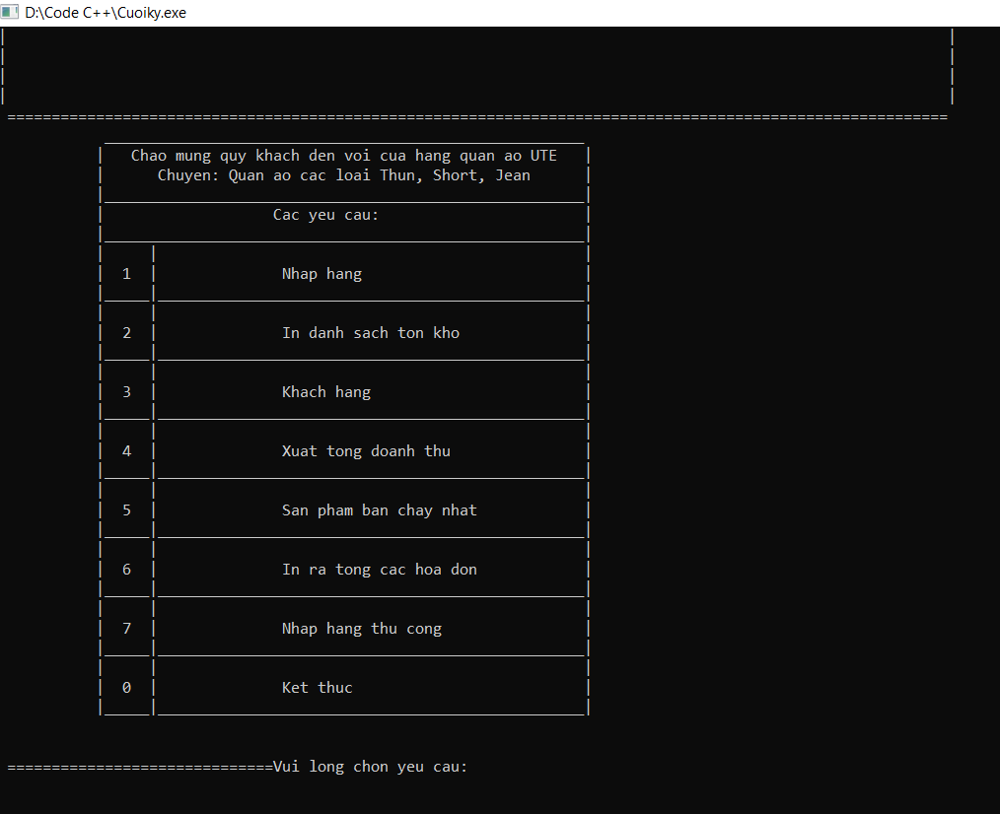 D:\Code C++\Cuoiky.exe
Chao mung quy khach den voi cua hang quan ao UTE
Chuyen: Quan ao cac loai Thun, Short, Jean
Cac yeu cau:
1 Nhap hang
2 In danh sach ton kho
3 Khach hang
4 Xuat tong doanh thu
5 San pham ban chay nhat
6 In ra tong cac hoa don
7 Nhap hang thu cong
0 Ket thuc
==============================Vui long chon yeu cau: